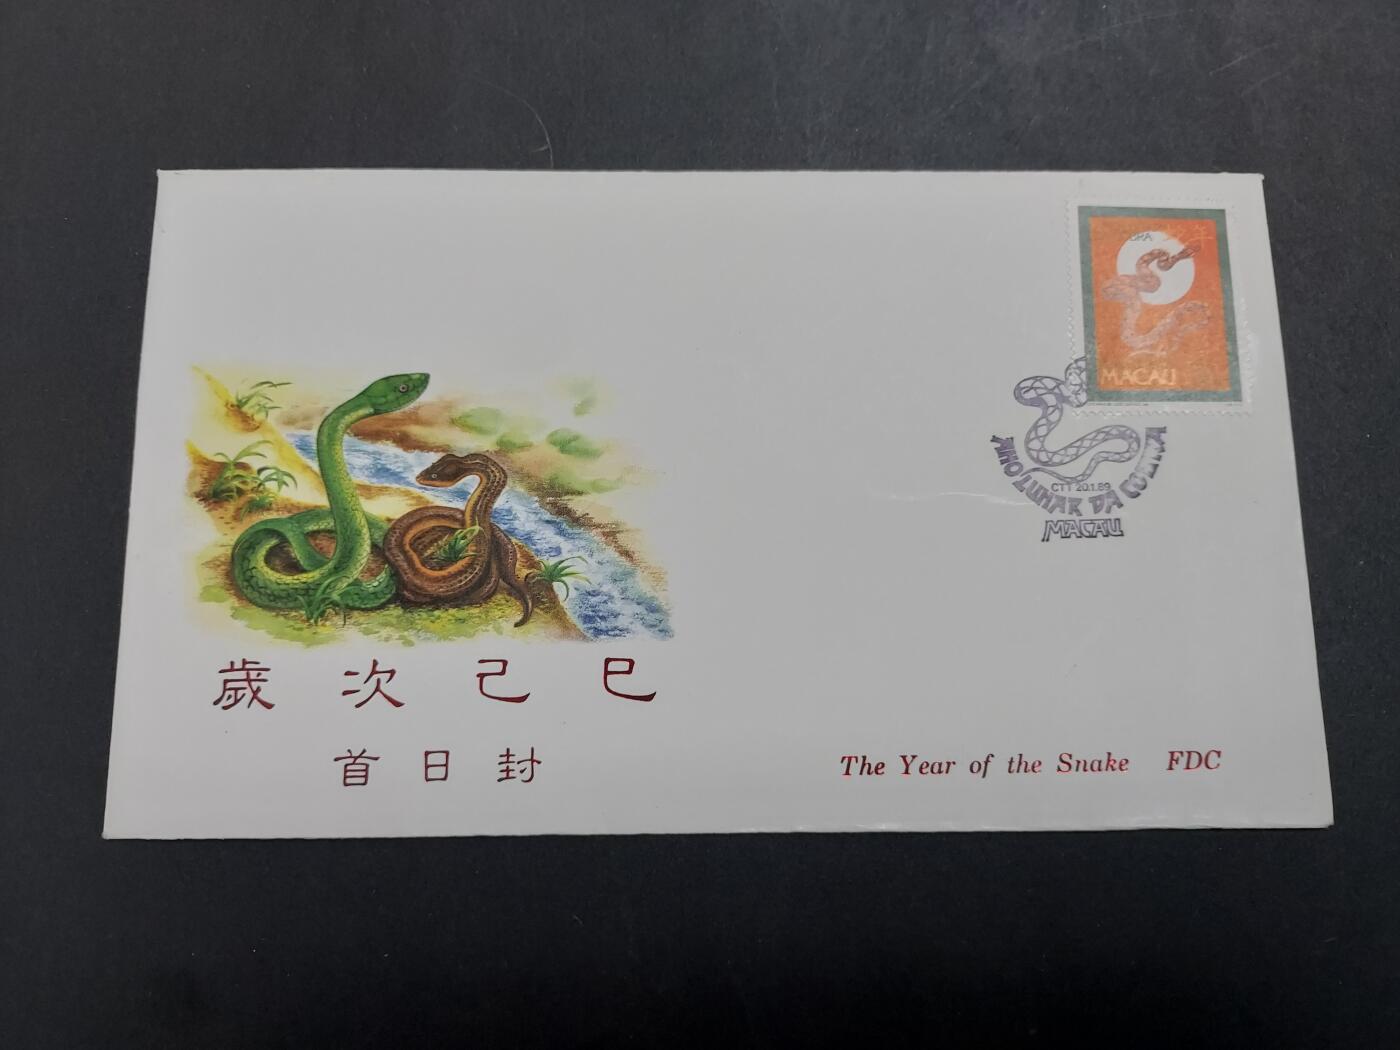 MACAU
ANO LUNAR DA COBRA
CTT 20.1.89
MACAU
歲次己巳
首日封
The Year of the Snake FDC